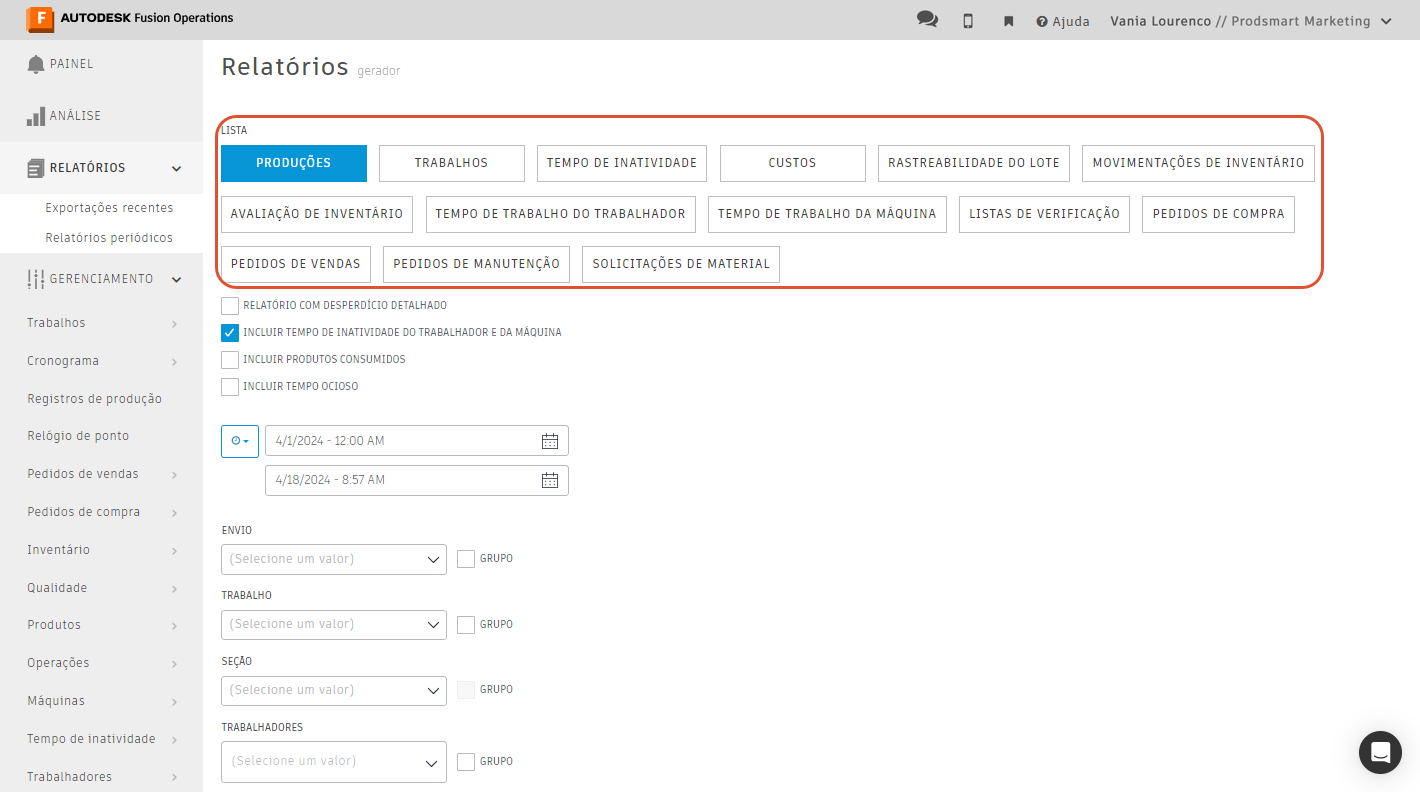 AUTODESK Fusion Operations
Ajuda
Vania Lourenco // Prodsmart Marketing
PAINEL
ANÁLISE
RELATÓRIOS
Exportações recentes
Relatórios periódicos
GERENCIAMENTO
Trabalhos
Cronograma
Registros de produção
Relógio de ponto
Pedidos de vendas
Pedidos de compra
Inventário
Qualidade
Produtos
Operações
Máquinas
Tempo de inatividade
Trabalhadores
Relatórios gerador
LISTA
PRODUÇÕES
TRABALHOS
TEMPO DE INATIVIDADE
CUSTOS
RASTREABILIDADE DO LOTE
MOVIMENTAÇÕES DE INVENTÁRIO
AVALIAÇÃO DE INVENTÁRIO
TEMPO DE TRABALHO DO TRABALHADOR
TEMPO DE TRABALHO DA MÁQUINA
LISTAS DE VERIFICAÇÃO
PEDIDOS DE COMPRA
PEDIDOS DE VENDAS
PEDIDOS DE MANUTENÇÃO
SOLICITAÇÕES DE MATERIAL
RELATÓRIO COM DESPERDÍCIO DETALHADO
INCLUIR TEMPO DE INATIVIDADE DO TRABALHADOR E DA MÁQUINA
INCLUIR PRODUTOS CONSUMIDOS
INCLUIR TEMPO OCIOSO
4/1/2024 - 12:00 AM
4/18/2024 - 8:57 AM
ENVIO
(Selecione um valor)
GRUPO
TRABALHO
(Selecione um valor)
GRUPO
SEÇÃO
(Selecione um valor)
GRUPO
TRABALHADORES
(Selecione um valor)
GRUPO